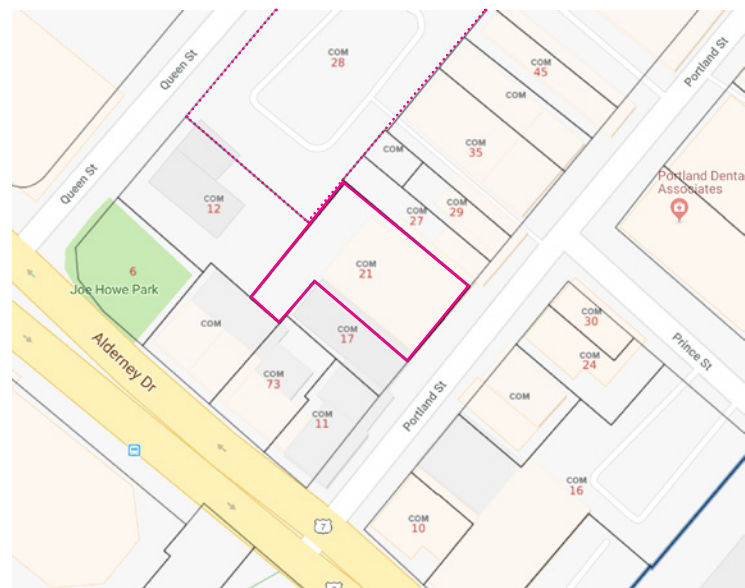 Queen St
COM
28
COM
45
COM
COM
35
Portland St
COM
Portland Denta
Associates
Queen St
COM
12
COM
27
COM
29
COM
21
6
Joe Howe Park
COM
30
COM
COM
17
COM
24
Prince St
Alderney Dr
COM
73
Portland St
COM
COM
11
COM
16
COM
10
7